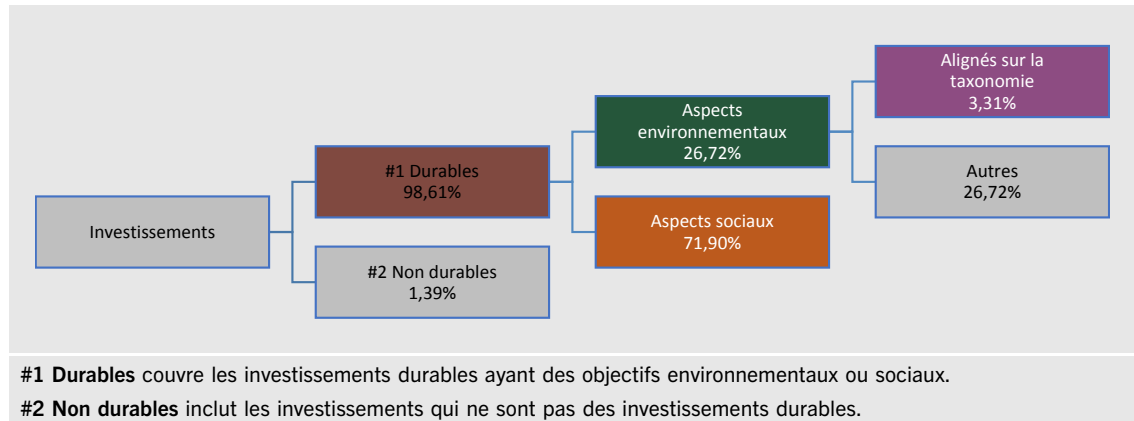 Investissements
#1 Durables
98,61%
#2 Non durables
1,39%
Aspects
environnementaux
26,72%
Aspects sociaux
71,90%
Alignés sur la
taxonomie
3,31%
Autres
26,72%
#1 Durables couvre les investissements durables ayant des objectifs environnementaux ou sociaux.
#2 Non durables inclut les investissements qui ne sont pas des investissements durables.